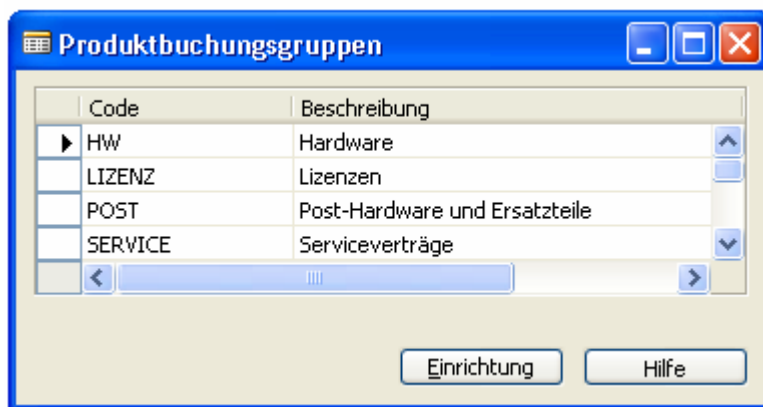 Produktbuchungsgruppen
Code Beschreibung
HW Hardware
LIZENZ Lizenzen
POST Post-Hardware und Ersatzteile
SERVICE Serviceverträge
Einrichtung Hilfe